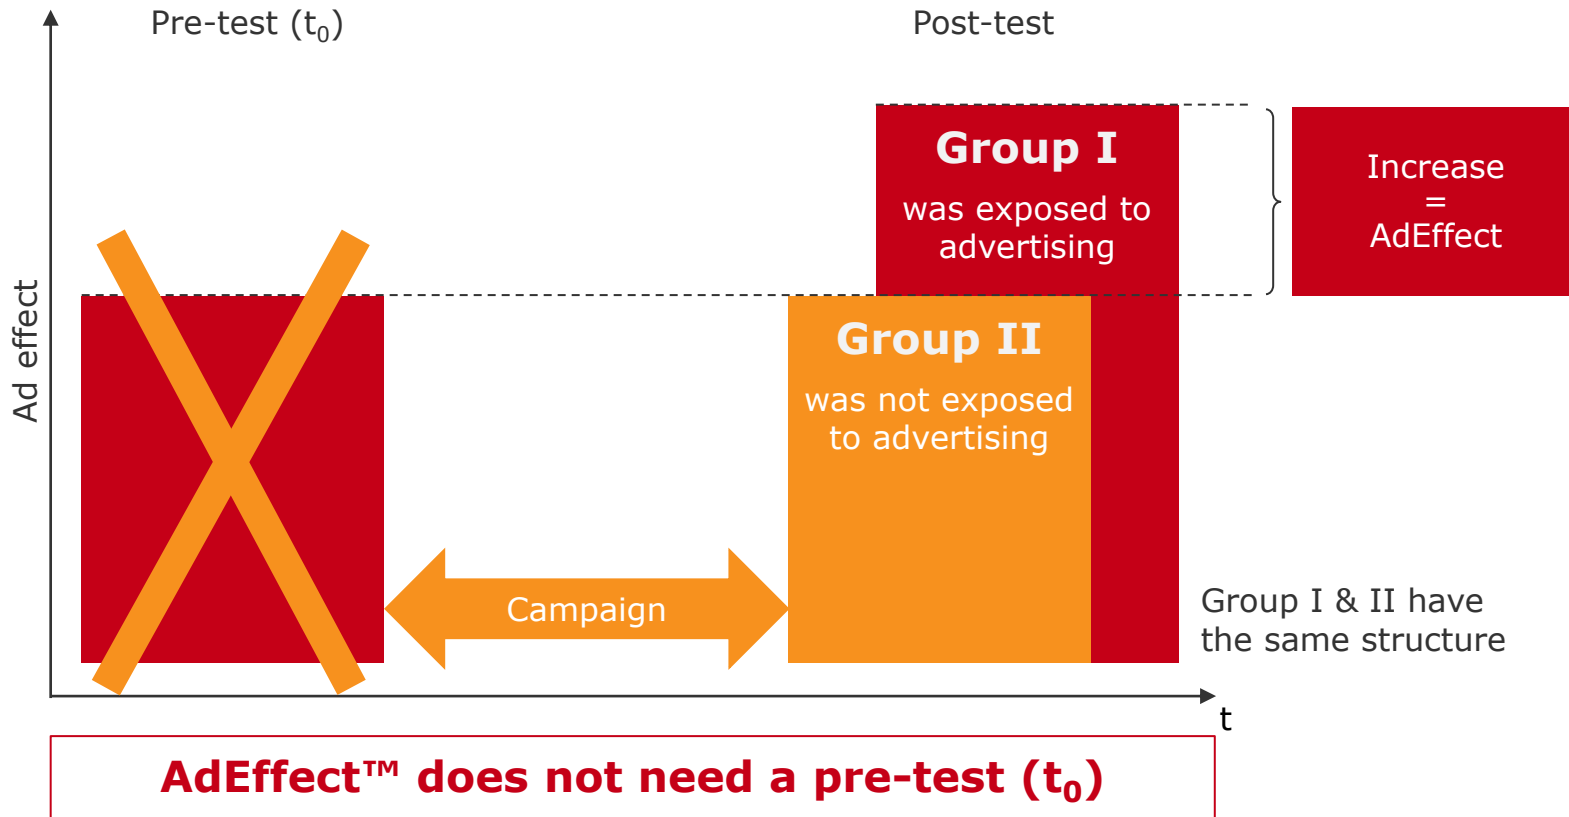 Pre-test (t₀)
Post-test
Ad effect
Group I
was exposed to
advertising
Increase
=
AdEffect
Group II
was not exposed
to advertising
Campaign
Group I & II have
the same structure
t
AdEffect™ does not need a pre-test (t₀)